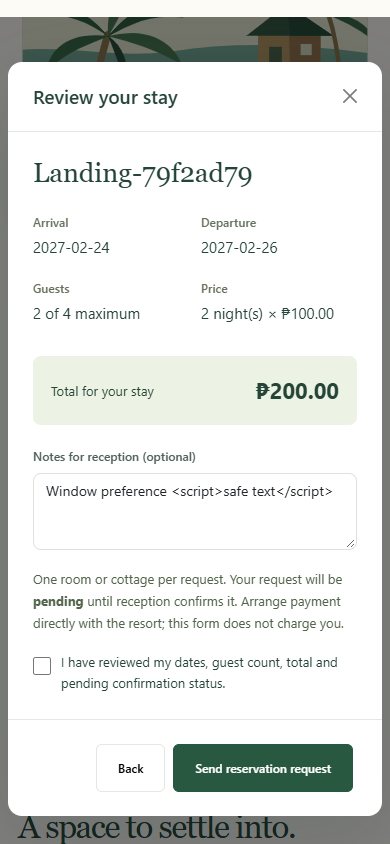 Review your stay
Landing-79f2ad79
Arrival
Departure
2027-02-24
2027-02-26
Guests
Price
2 of 4 maximum
2 night(s) × ₱100.00
Total for your stay
₱200.00
Notes for reception (optional)
Window preference <script>safe text</script>
One room or cottage per request. Your request will be
pending until reception confirms it. Arrange payment
directly with the resort; this form does not charge you.
I have reviewed my dates, guest count, total and
pending confirmation status.
Back
Send reservation request
A space to settle into.